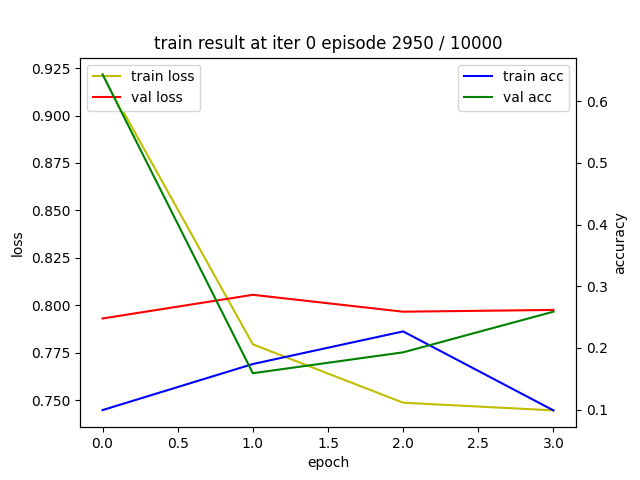 train result at iter 0 episode 2950 / 10000
train loss
val loss
train acc
val acc
0.925
0.900
0.875
0.850
0.825
0.800
0.775
0.750
loss
0.6
0.5
0.4
0.3
0.2
0.1
accuracy
0.0 0.5 1.0 1.5 2.0 2.5 3.0
epoch